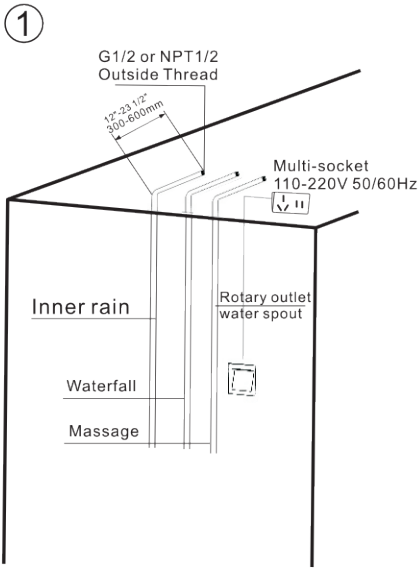 1
G1/2 or NPT1/2
Outside Thread
12"-23 1/2"
300-600mm
Multi-socket
110-220V 50/60Hz
Inner rain
Rotary outlet
water spout
Waterfall
Massage